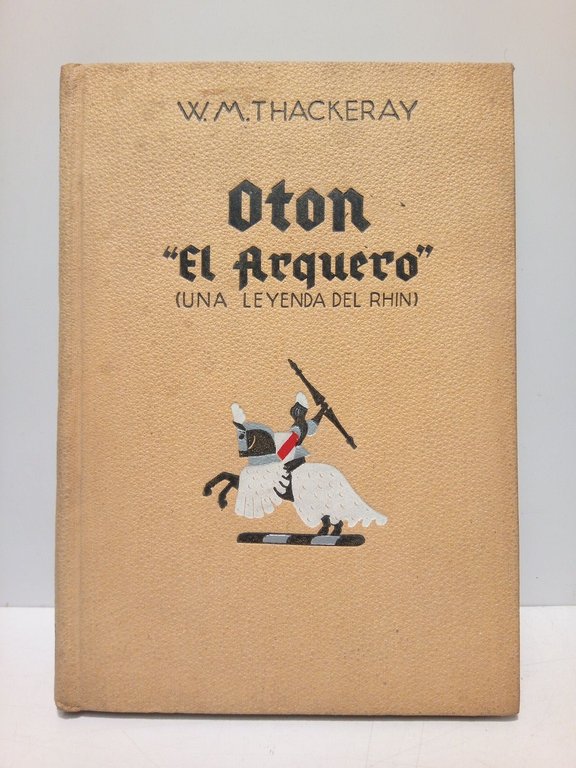 W.M.THACKERAY
Oton
"El Arquero"
(UNA LEYENDA DEL RHIN)